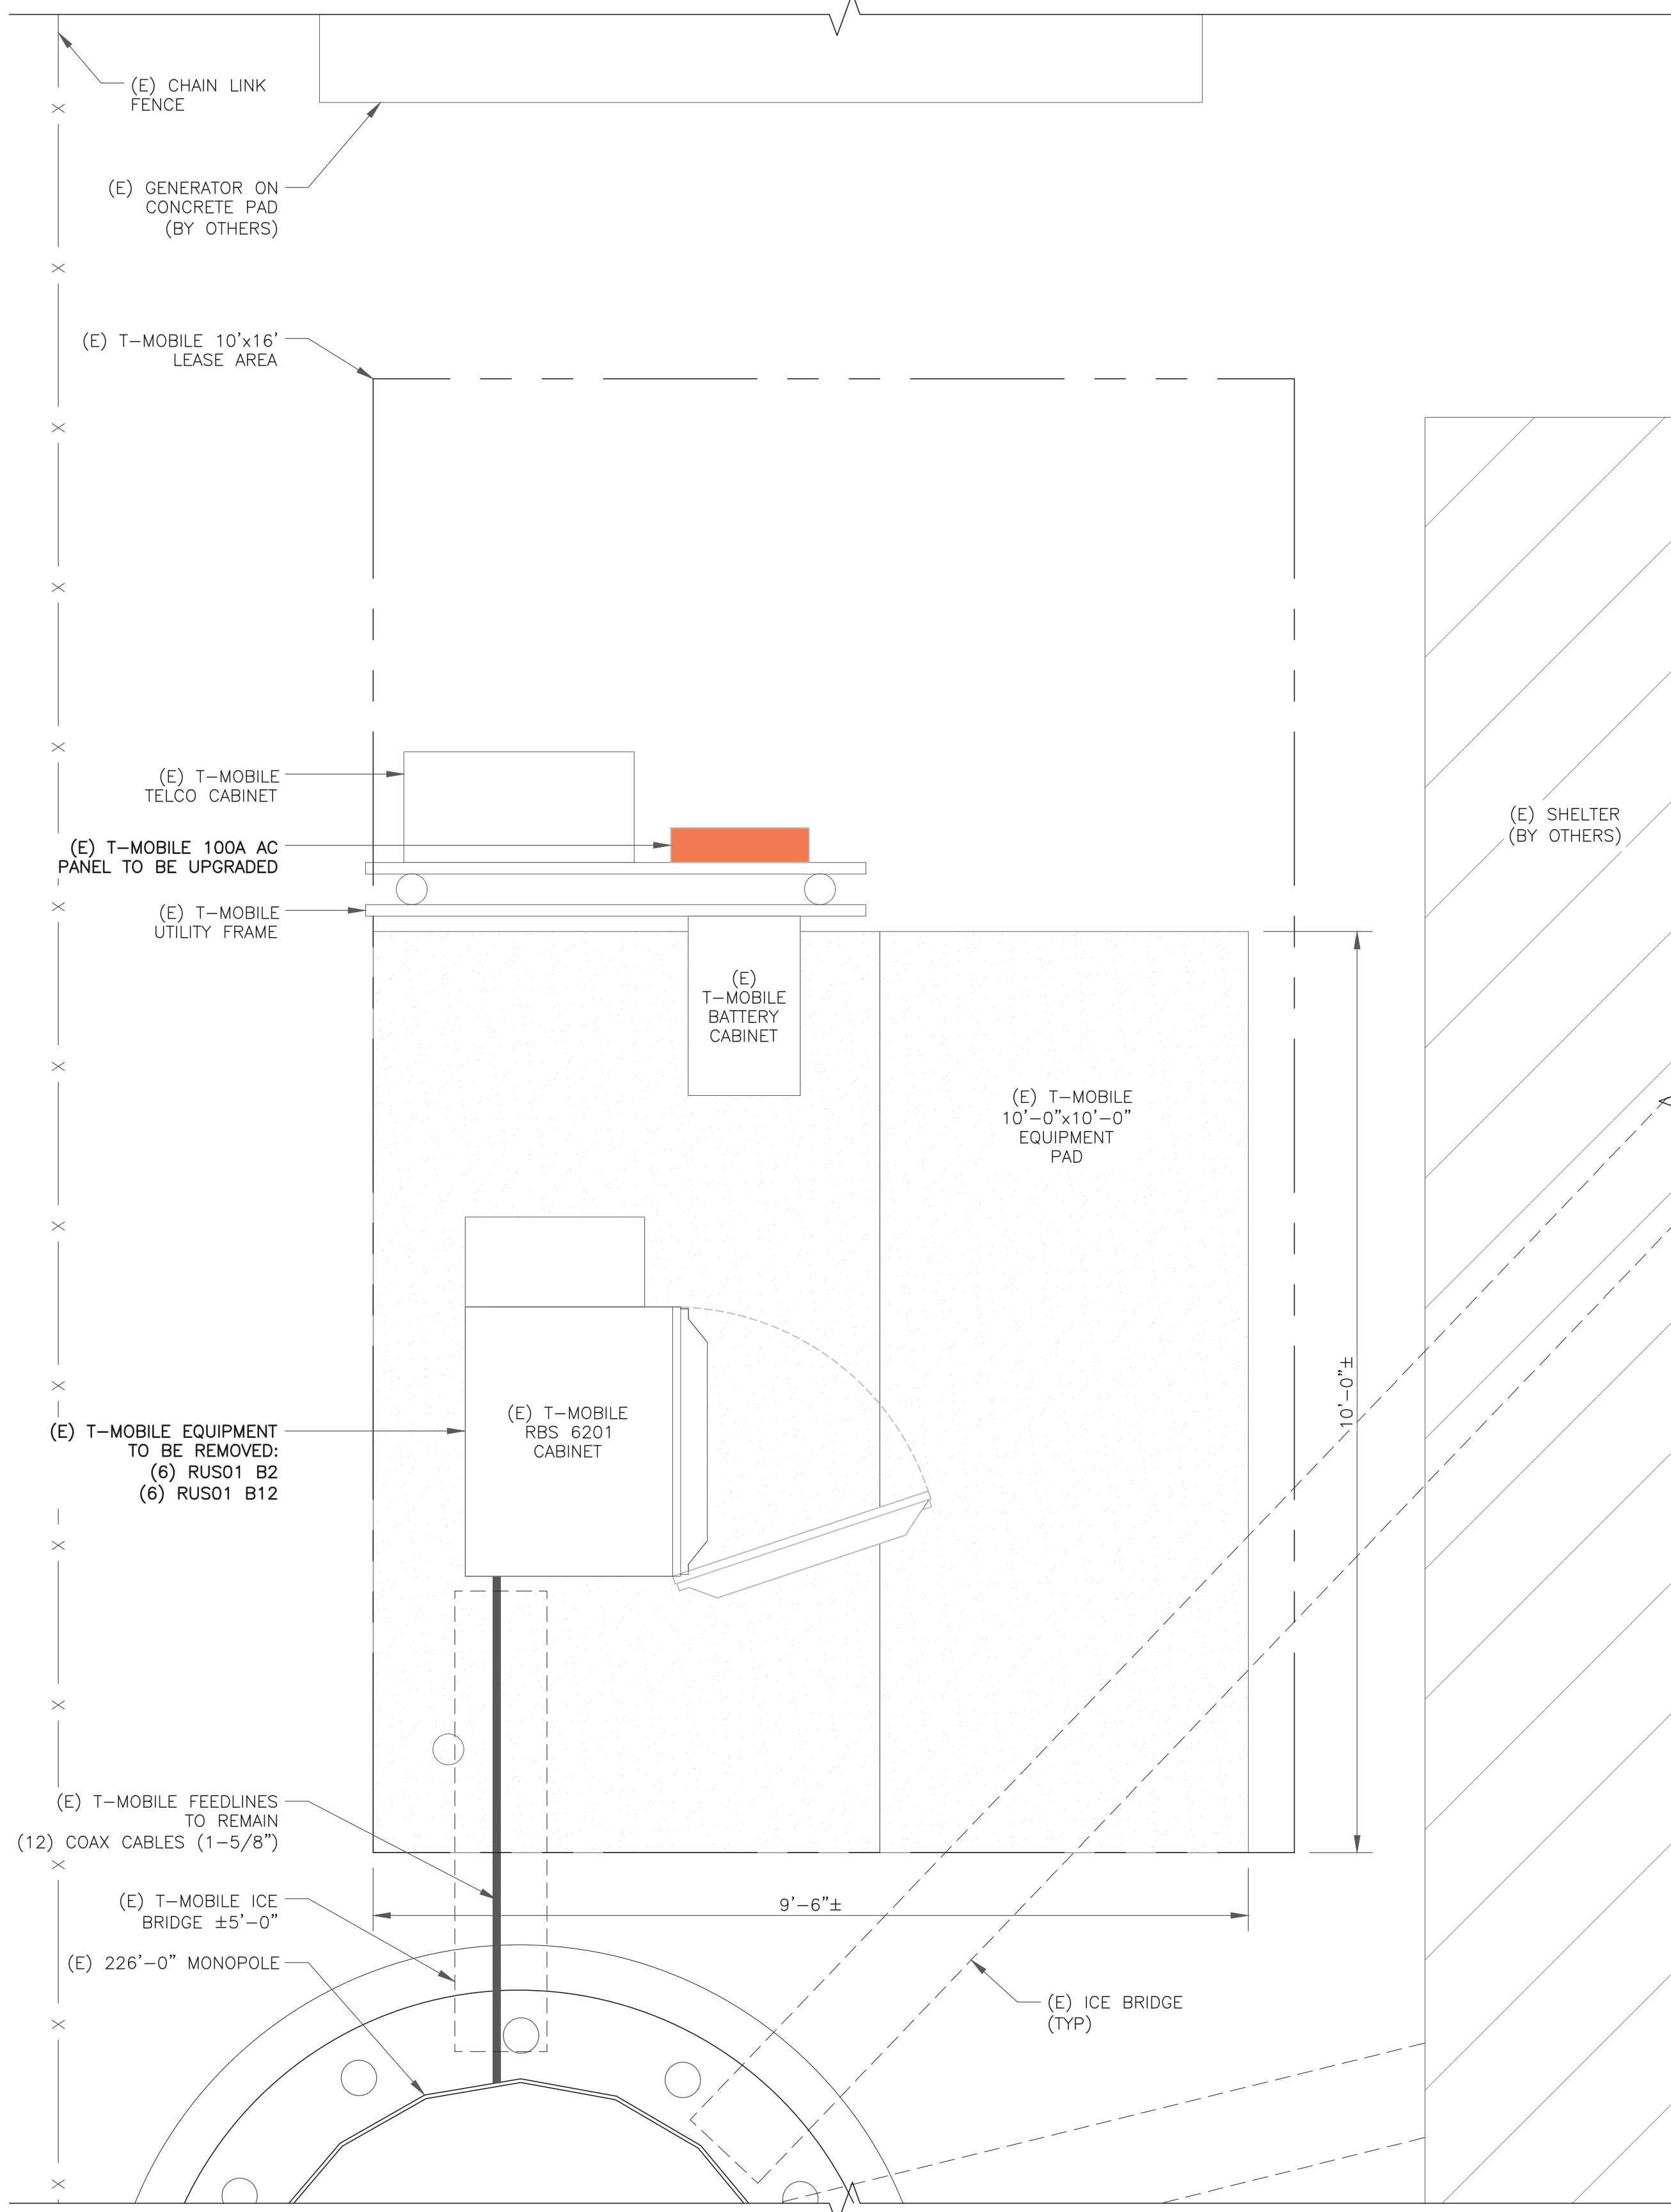 (E) CHAIN LINK
FENCE
(E) GENERATOR ON
CONCRETE PAD
(BY OTHERS)
(E) T-MOBILE 10'x16'
LEASE AREA
(E) T-MOBILE
TELCO CABINET
(E) SHELTER
(BY OTHERS)
(E) T-MOBILE 100A AC
PANEL TO BE UPGRADED
(E) T-MOBILE
UTILITY FRAME
(E)
T-MOBILE
BATTERY
CABINET
(E) T-MOBILE
10'-0"x10'-0"
EQUIPMENT
PAD
10'-0"±
(E) T-MOBILE
RBS 6201
CABINET
(E) T-MOBILE EQUIPMENT
TO BE REMOVED:
(6) RUS01 B2
(6) RUS01 B12
(E) T-MOBILE FEEDLINES
TO REMAIN
(12) COAX CABLES (1-5/8")
9'-6"±
(E) T-MOBILE ICE
BRIDGE ±5'-0"
(E) 226'-0" MONOPOLE
(E) ICE BRIDGE
(TYP)